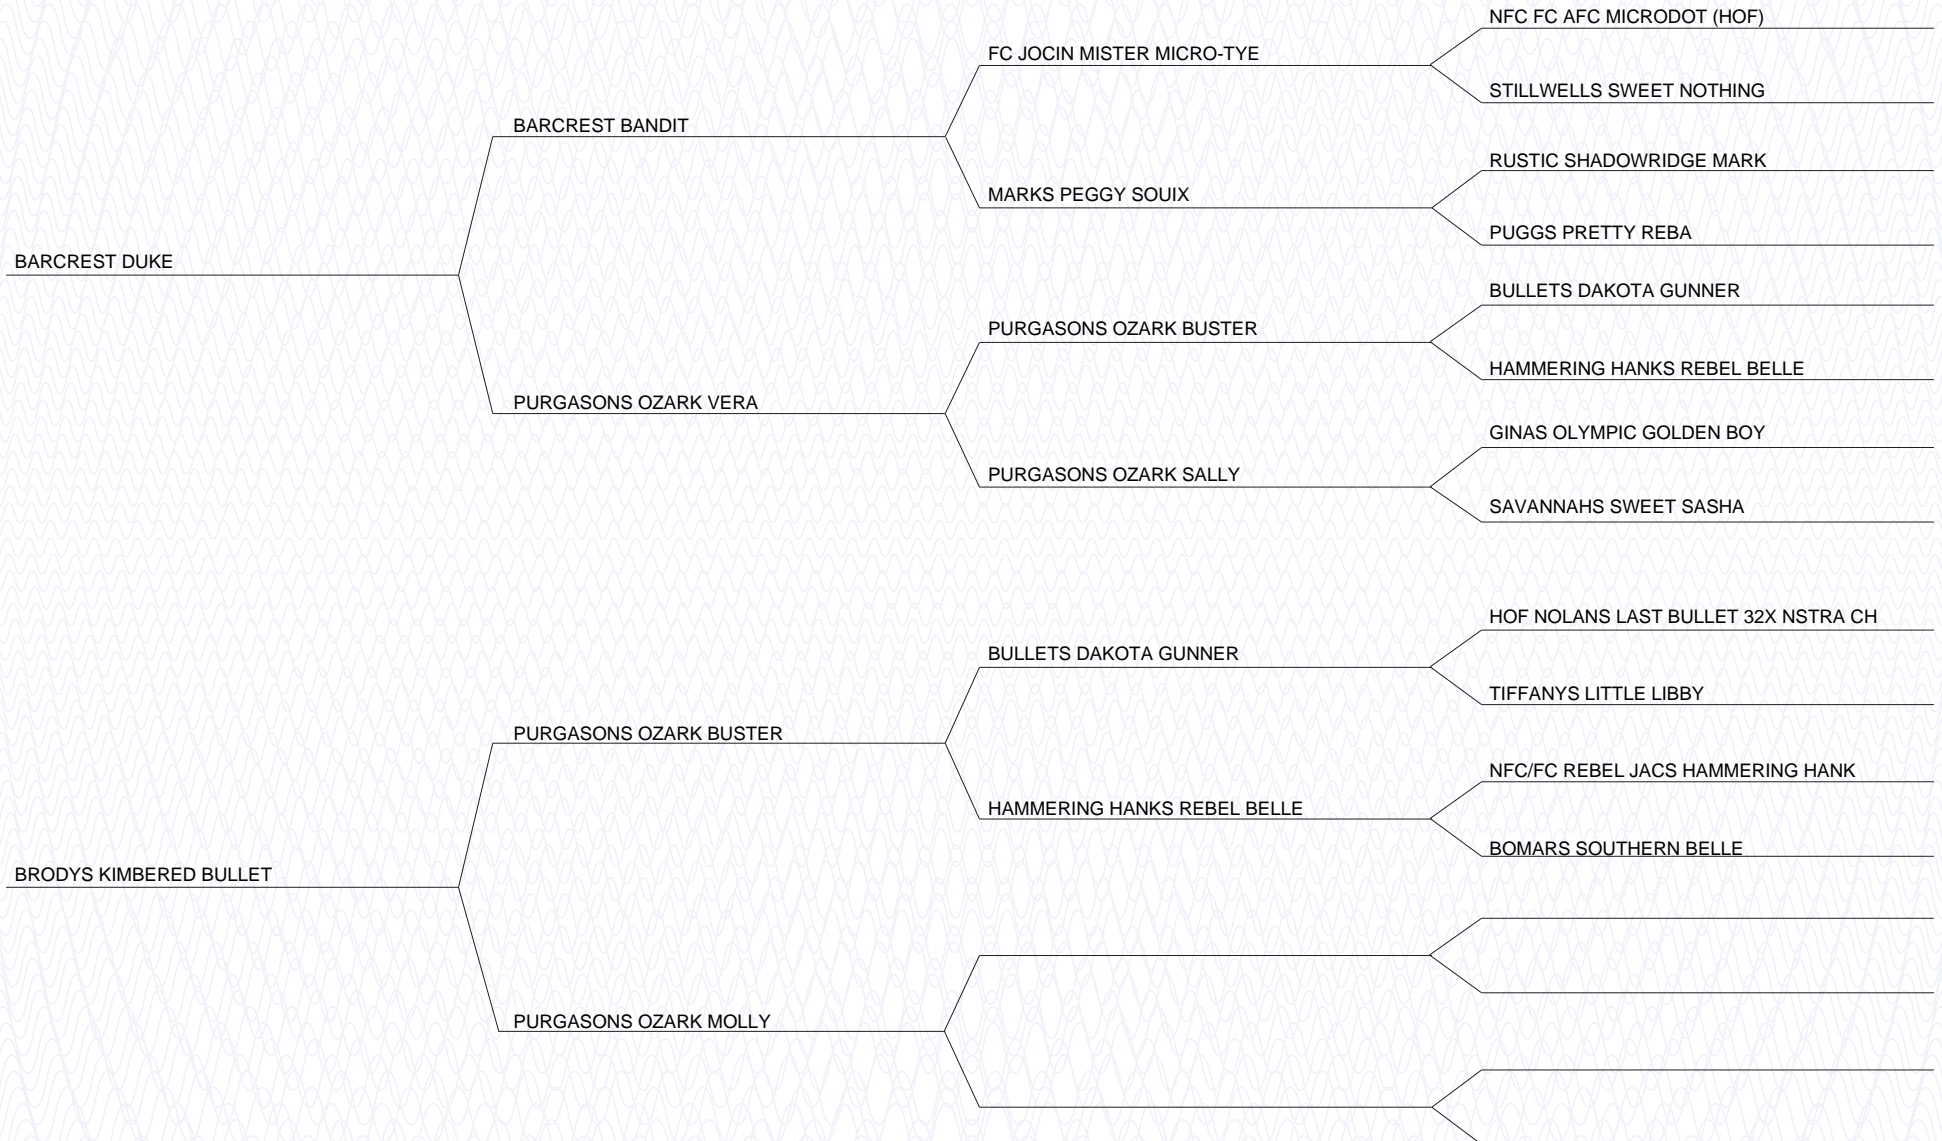 NFC FC AFC MICRODOT (HOF)
FC JOCIN MISTER MICRO-TYE
STILLWELLS SWEET NOTHING
BARCREST BANDIT
RUSTIC SHADOWRIDGE MARK
MARKS PEGGY SOUIX
PUGGS PRETTY REBA
BARCREST DUKE
BULLETS DAKOTA GUNNER
PURGASONS OZARK BUSTER
HAMMERING HANKS REBEL BELLE
PURGASONS OZARK VERA
GINAS OLYMPIC GOLDEN BOY
PURGASONS OZARK SALLY
SAVANNAHS SWEET SASHA
HOF NOLANS LAST BULLET 32X NSTRA CH
BULLETS DAKOTA GUNNER
TIFFANYS LITTLE LIBBY
PURGASONS OZARK BUSTER
NFC/FC REBEL JACS HAMMERING HANK
HAMMERING HANKS REBEL BELLE
BOMARS SOUTHERN BELLE
BRODYS KIMBERED BULLET
PURGASONS OZARK MOLLY